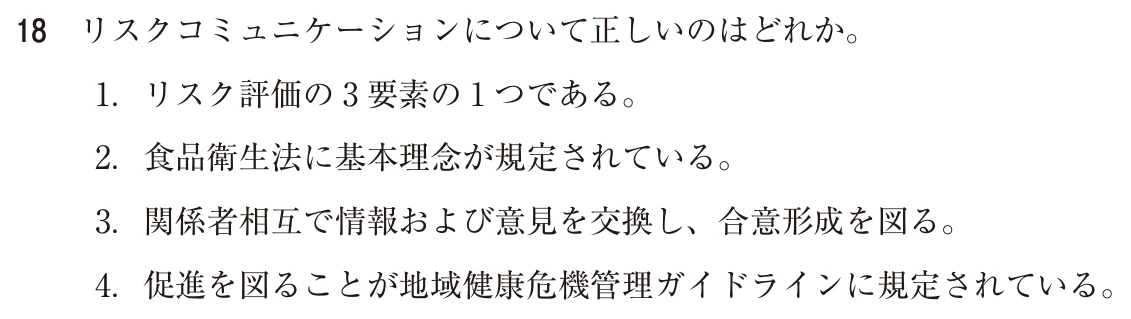 18 リスクコミュニケーションについて正しいのはどれか。
1. リスク評価の3要素の1つである。
2. 食品衛生法に基本理念が規定されている。
3. 関係者相互で情報および意見を交換し、合意形成を図る。
4. 促進を図ることが地域健康危機管理ガイドラインに規定されている。